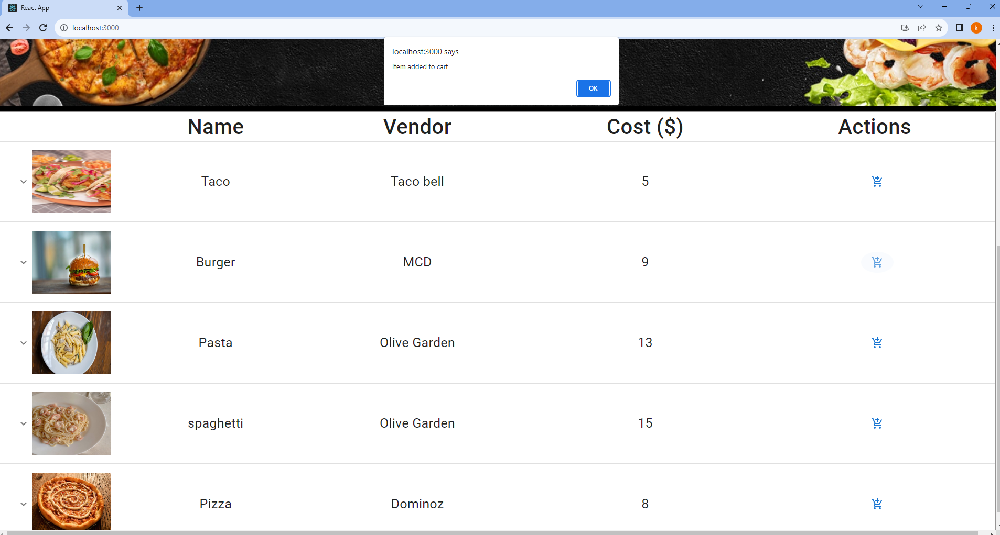 React App
localhost:3000
k
localhost:3000 says
Item added to cart
OK
Name Vendor Cost ($) Actions
Taco Taco bell 5
Burger MCD 9
Pasta Olive Garden 13
spaghetti Olive Garden 15
Pizza Dominoz 8